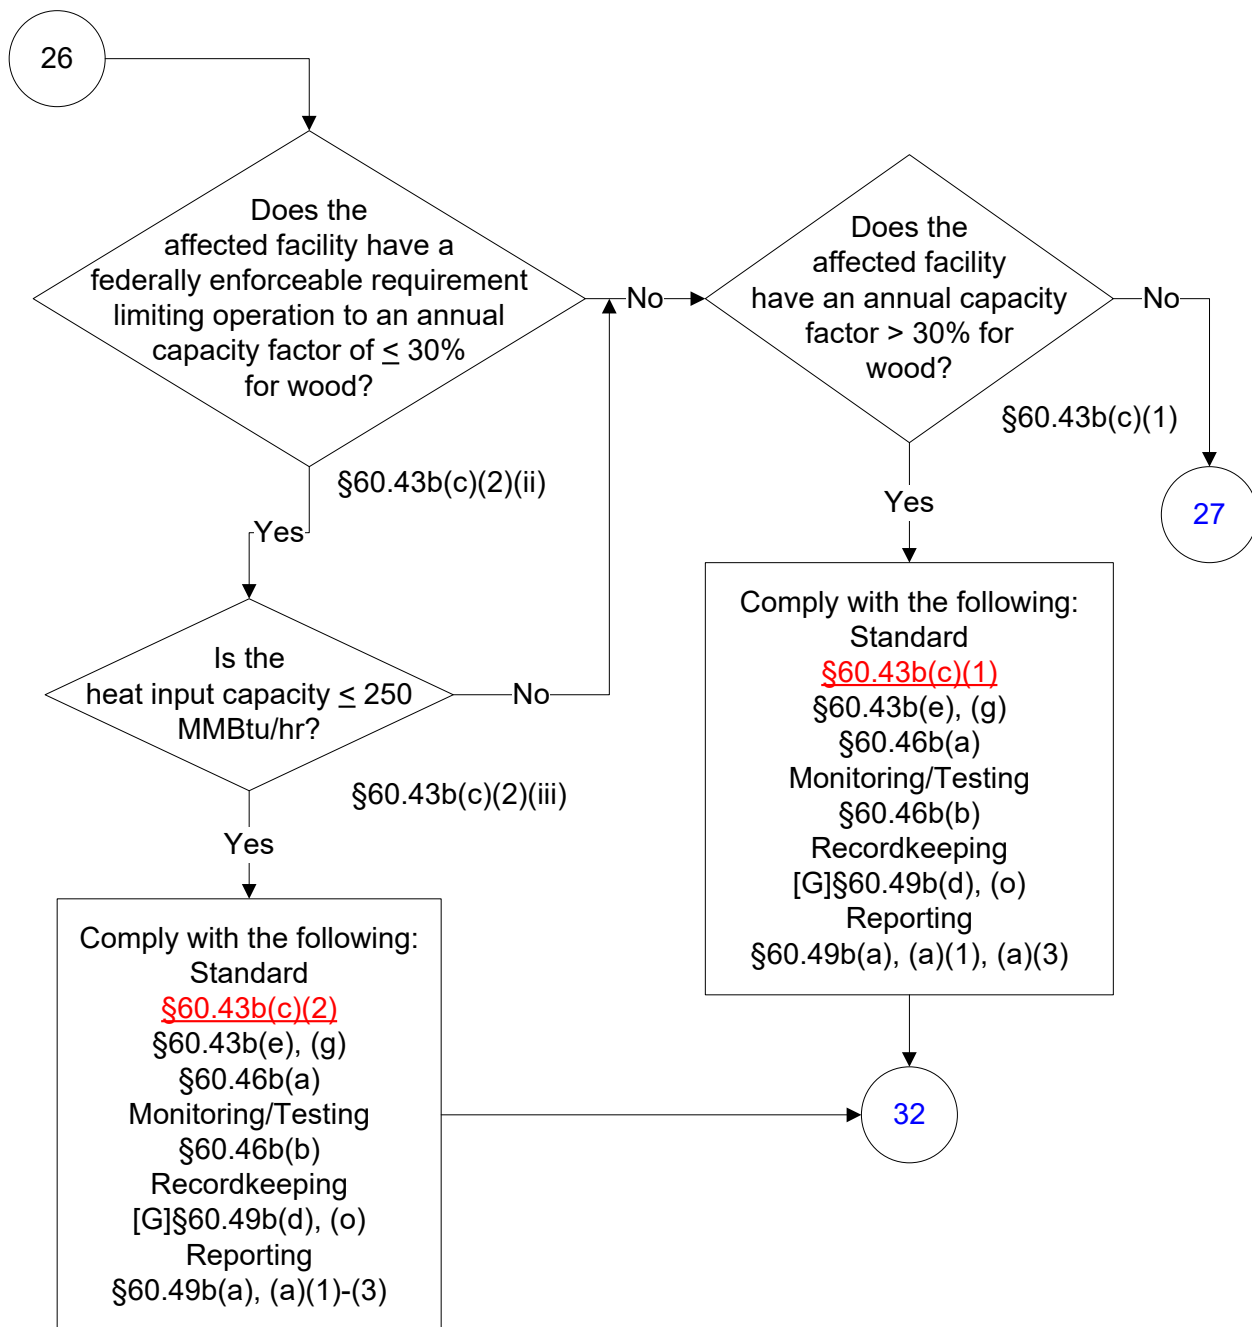 26
Does the
affected facility have a
federally enforceable requirement
limiting operation to an annual
capacity factor of ≤ 30%
for wood?
No
§60.43b(c)(2)(ii)
Yes
Is the
heat input capacity ≤ 250
MMBtu/hr?
No
§60.43b(c)(2)(iii)
Yes
Comply with the following:
Standard
§60.43b(c)(2)
§60.43b(e), (g)
§60.46b(a)
Monitoring/Testing
§60.46b(b)
Recordkeeping
[G]§60.49b(d), (o)
Reporting
§60.49b(a), (a)(1)-(3)
Does the
affected facility
have an annual capacity
factor > 30% for
wood?
No
§60.43b(c)(1)
27
Yes
Comply with the following:
Standard
§60.43b(c)(1)
§60.43b(e), (g)
§60.46b(a)
Monitoring/Testing
§60.46b(b)
Recordkeeping
[G]§60.49b(d), (o)
Reporting
§60.49b(a), (a)(1), (a)(3)
32